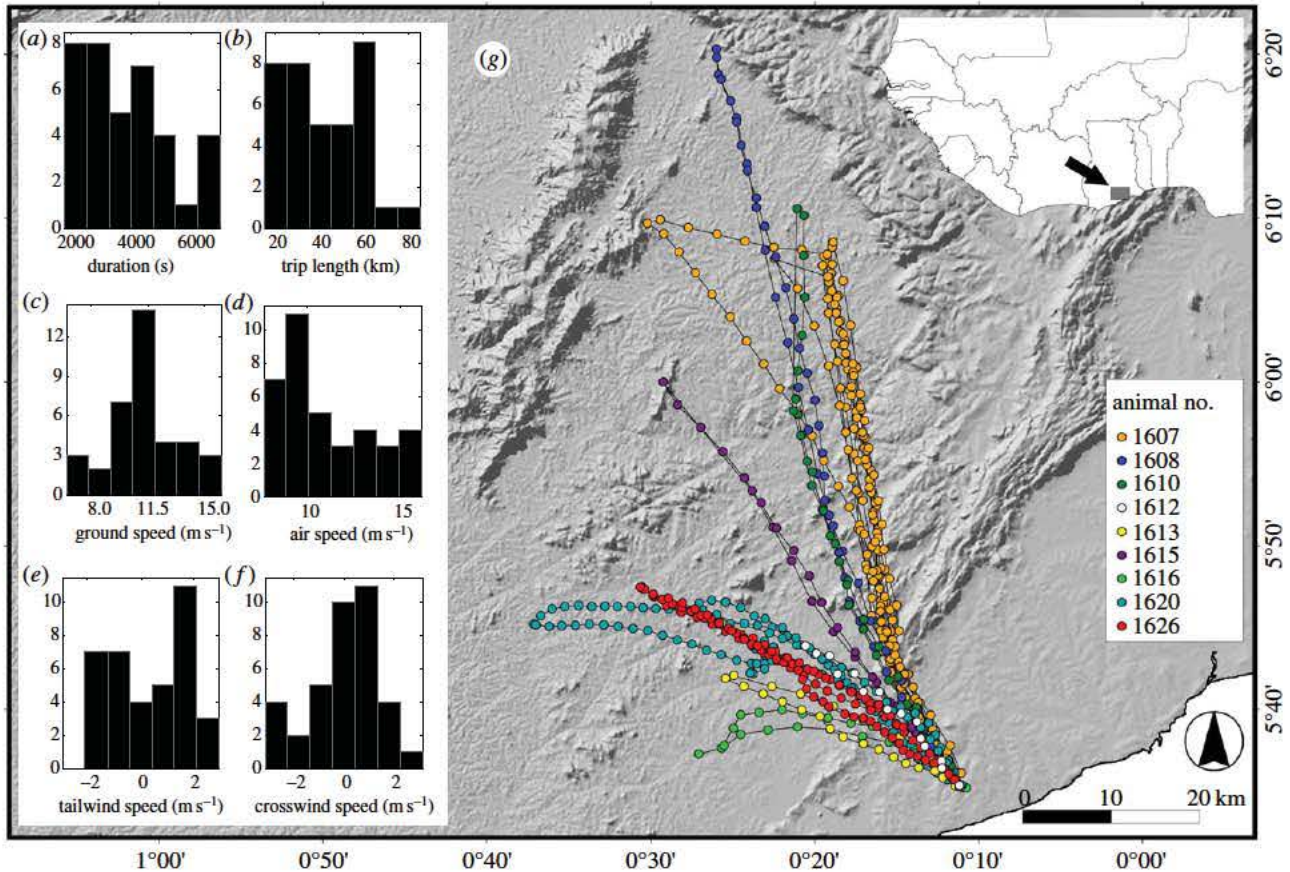 (a)
8
6
4
2
0
2000 4000 6000
duration (s)
(b)
8
6
4
2
0
20 40 60 80
trip length (km)
(c)
12
9
6
3
0
8.0 11.5 15.0
ground speed (m s⁻¹)
(d)
10
8
6
4
2
0
10 15
air speed (m s⁻¹)
(e)
10
8
6
4
2
0
−2 0 2
tailwind speed (m s⁻¹)
(f)
10
8
6
4
2
0
−2 0 2
crosswind speed (m s⁻¹)
(g)
animal no.
1607
1608
1610
1612
1613
1615
1616
1620
1626
0 10 20 km
6°20'
6°10'
6°00'
5°50'
5°40'
1°00' 0°50' 0°40' 0°30' 0°20' 0°10' 0°00'